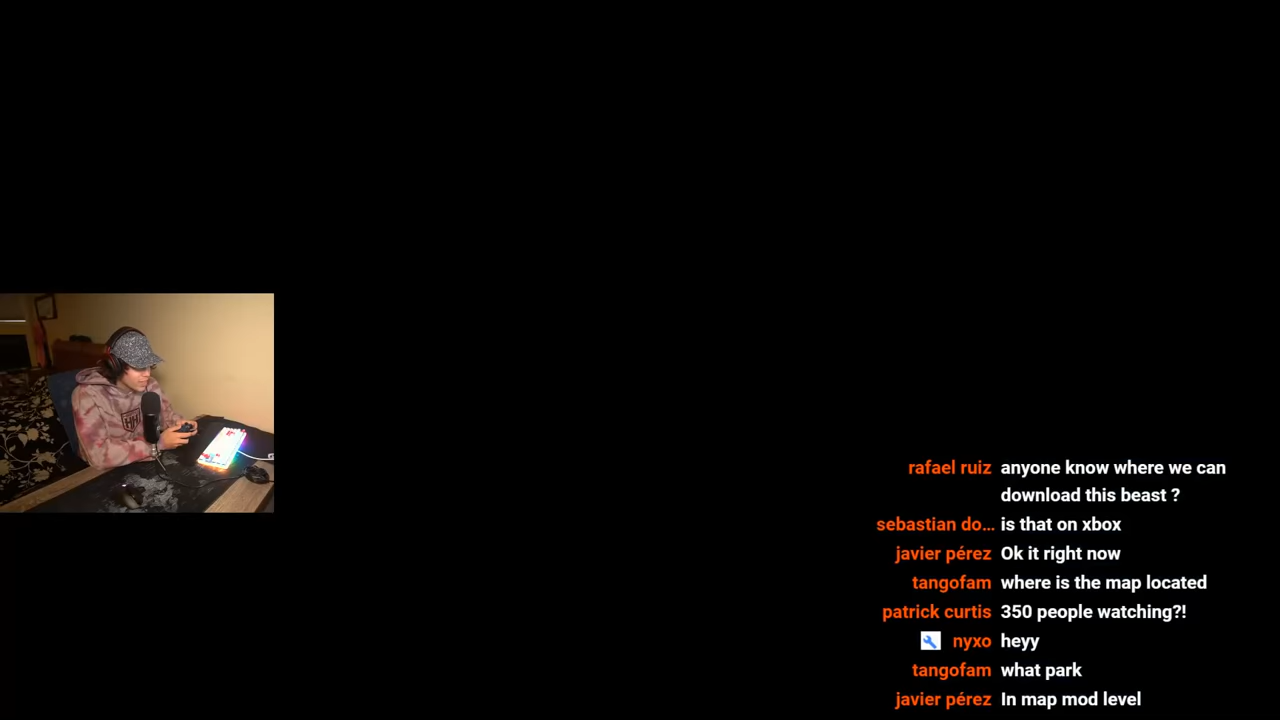 rafael ruiz anyone know where we can
download this beast ?
sebastian do... is that on xbox
javier pérez Ok it right now
tangofam where is the map located
patrick curtis 350 people watching?!
nyxo heyy
tangofam what park
javier pérez In map mod level
HH